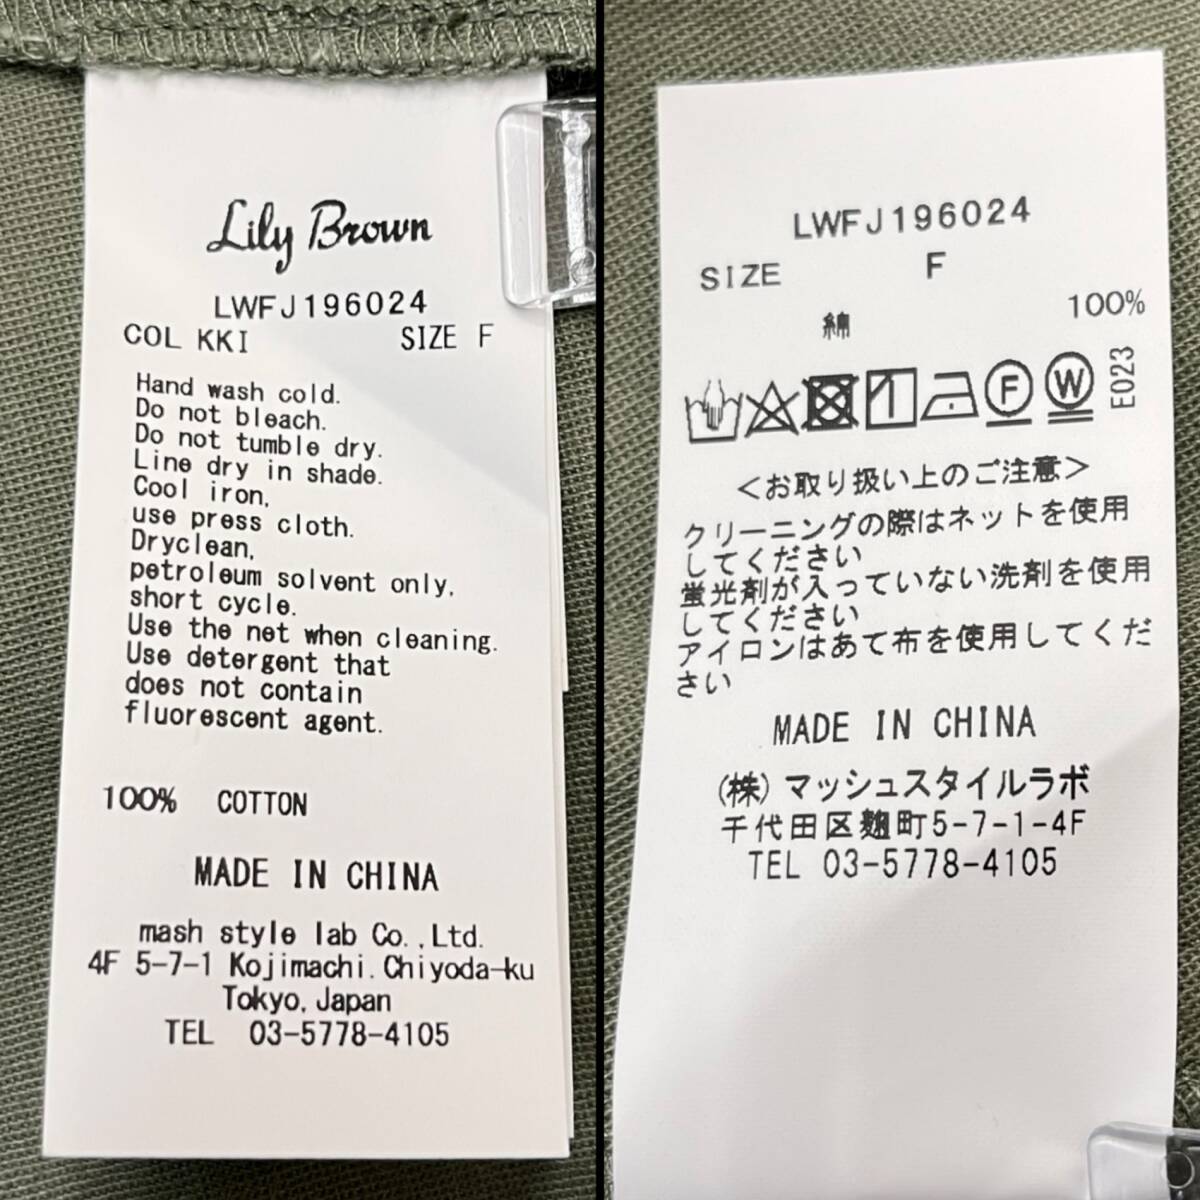 Lily Brown
LWFJ196024
COL KKI SIZE F
Hand wash cold.
Do not bleach.
Do not tumble dry.
Line dry in shade.
Cool iron,
use press cloth.
Dryclean,
petroleum solvent only,
short cycle.
Use the net when cleaning.
Use detergent that
does not contain
fluorescent agent.
100% COTTON
MADE IN CHINA
mash style lab Co.,Ltd.
4F 5-7-1 Kojimachi.Chiyoda-ku
Tokyo,Japan
TEL 03-5778-4105
LWFJ196024
SIZE F
綿 100%
F W E023
<お取り扱い上のご注意>
クリーニングの際はネットを使用
してください
蛍光剤が入っていない洗剤を使用
してください
アイロンはあて布を使用してくだ
さい
MADE IN CHINA
(株)マッシュスタイルラボ
千代田区麹町5-7-1-4F
TEL 03-5778-4105